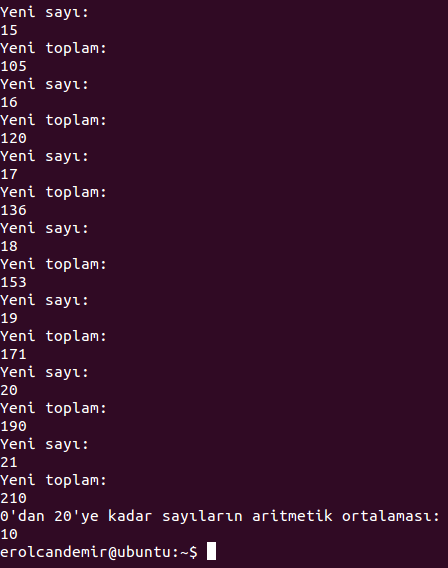 Yeni sayı:
15
Yeni toplam:
105
Yeni sayı:
16
Yeni toplam:
120
Yeni sayı:
17
Yeni toplam:
136
Yeni sayı:
18
Yeni toplam:
153
Yeni sayı:
19
Yeni toplam:
171
Yeni sayı:
20
Yeni toplam:
190
Yeni sayı:
21
Yeni toplam:
210
0'dan 20'ye kadar sayıların aritmetik ortalaması:
10
erolcandemir@ubuntu:~$